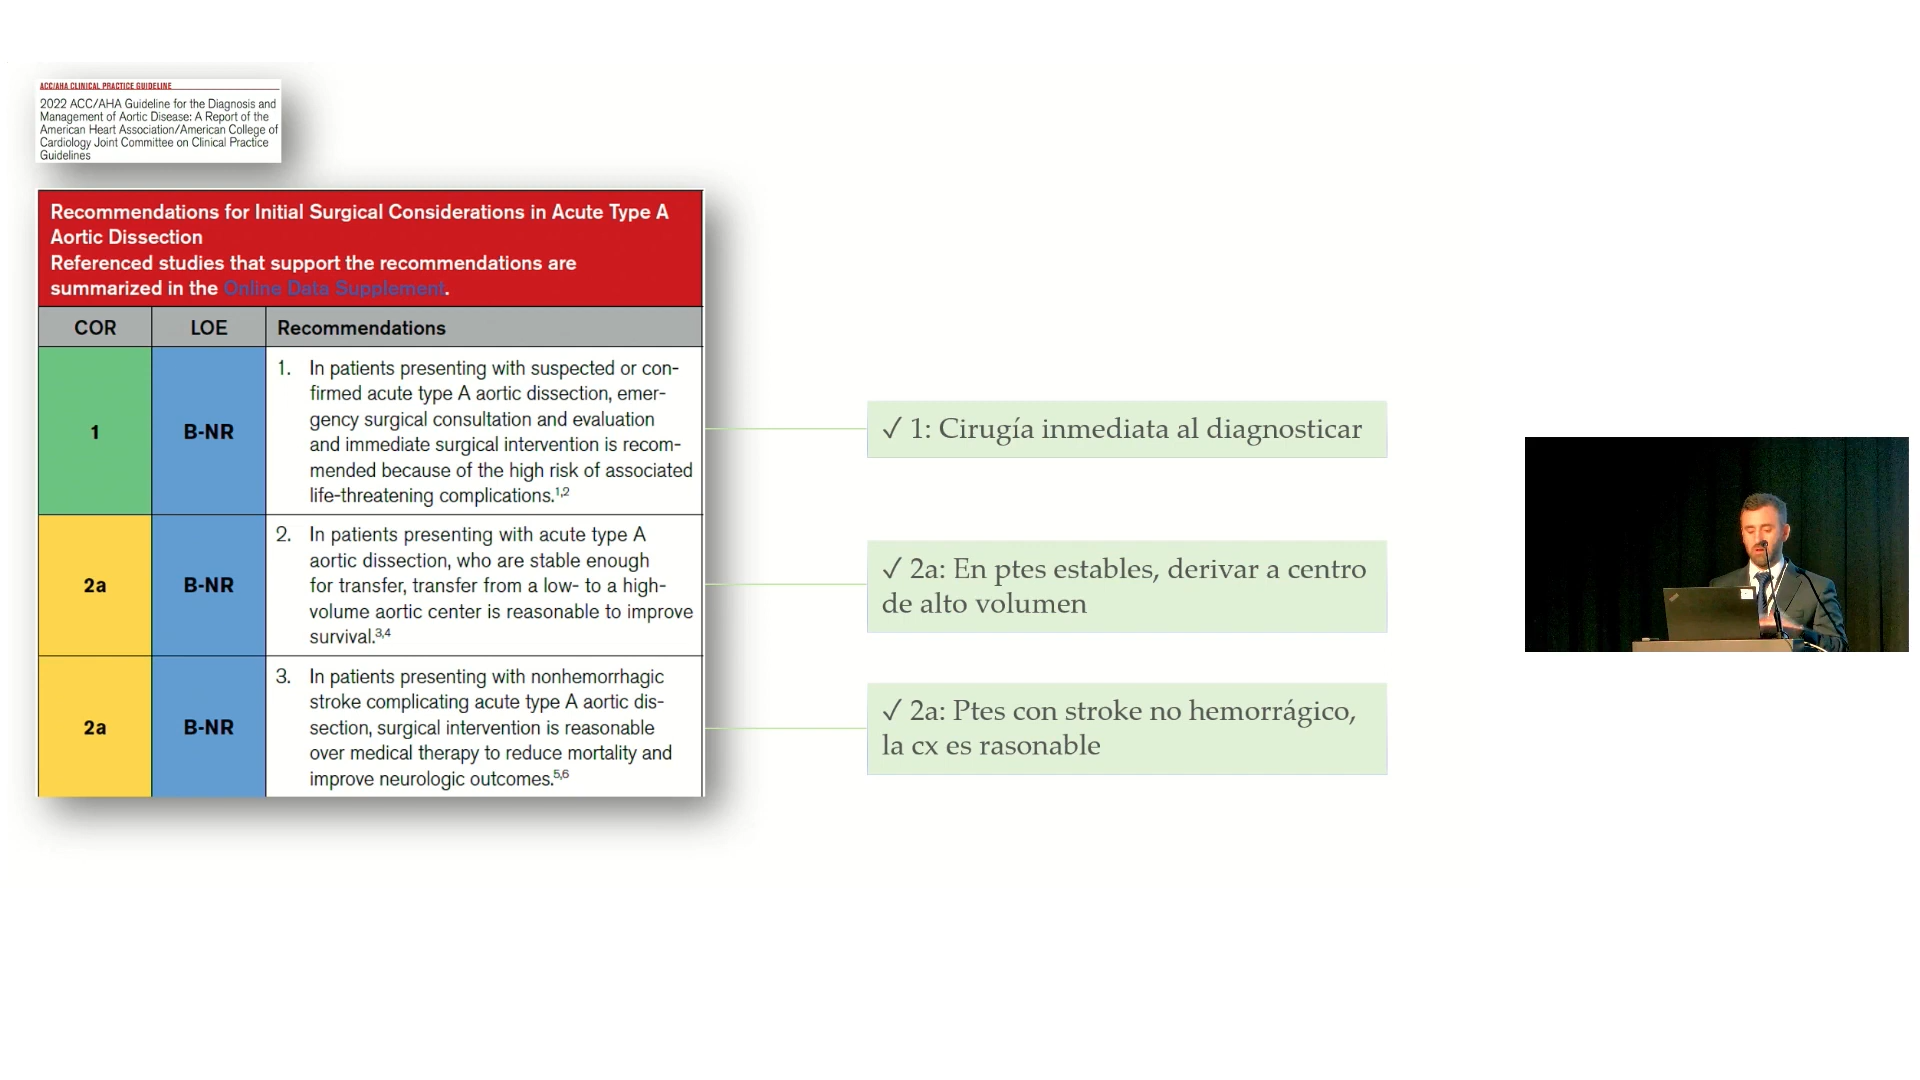 ACC/AHA CLINICAL PRACTICE GUIDELINE
2022 ACC/AHA Guideline for the Diagnosis and
Management of Aortic Disease: A Report of the
American Heart Association/American College of
Cardiology Joint Committee on Clinical Practice
Guidelines
Recommendations for Initial Surgical Considerations in Acute Type A
Aortic Dissection
Referenced studies that support the recommendations are
summarized in the Online Data Supplement.
COR LOE Recommendations
1 B-NR
1. In patients presenting with suspected or con-
firmed acute type A aortic dissection, emer-
gency surgical consultation and evaluation
and immediate surgical intervention is recom-
mended because of the high risk of associated
life-threatening complications.1,2
✓ 1: Cirugía inmediata al diagnosticar
2a B-NR
2. In patients presenting with acute type A
aortic dissection, who are stable enough
for transfer, transfer from a low- to a high-
volume aortic center is reasonable to improve
survival.3,4
✓ 2a: En ptes estables, derivar a centro
de alto volumen
2a B-NR
3. In patients presenting with nonhemorrhagic
stroke complicating acute type A aortic dis-
section, surgical intervention is reasonable
over medical therapy to reduce mortality and
improve neurologic outcomes.5,6
✓ 2a: Ptes con stroke no hemorrágico,
la cx es rasonable